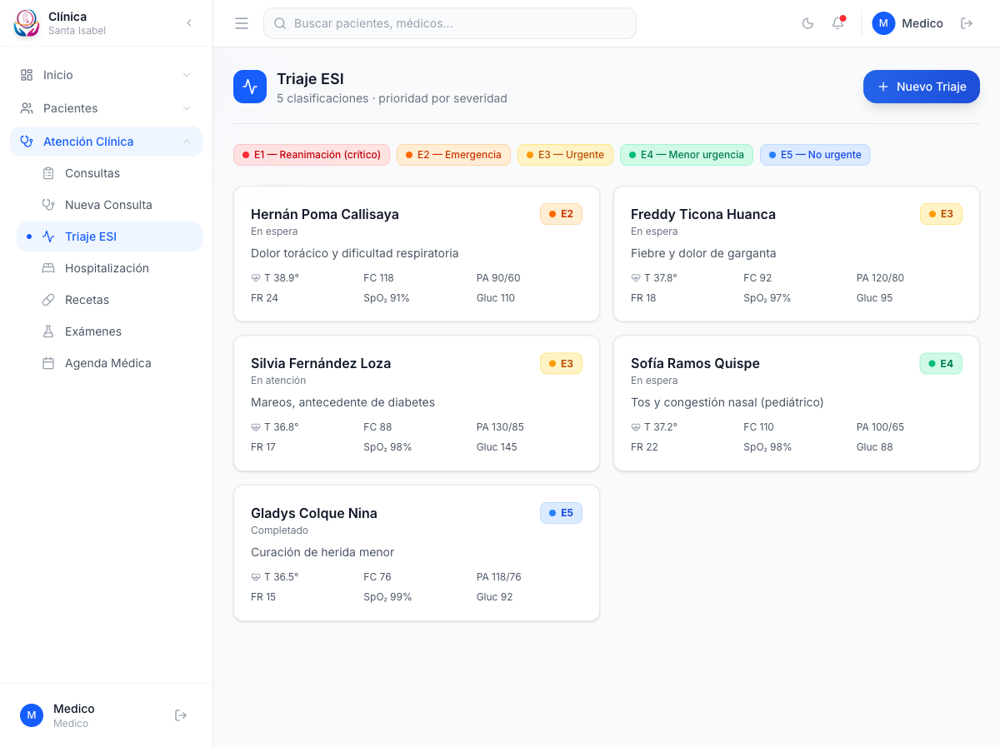 Clínica
Santa Isabel
Inicio
Pacientes
Atención Clínica
Consultas
Nueva Consulta
Triaje ESI
Hospitalización
Recetas
Exámenes
Agenda Médica
M
Medico
Medico
Buscar pacientes, médicos...
M
Medico
Triaje ESI
5 clasificaciones · prioridad por severidad
Nuevo Triaje
E1 — Reanimación (crítico)
E2 — Emergencia
E3 — Urgente
E4 — Menor urgencia
E5 — No urgente
Hernán Poma Callisaya
E2
En espera
Dolor torácico y dificultad respiratoria
T 38.9° FC 118 PA 90/60
FR 24 SpO₂ 91% Gluc 110
Freddy Ticona Huanca
E3
En espera
Fiebre y dolor de garganta
T 37.8° FC 92 PA 120/80
FR 18 SpO₂ 97% Gluc 95
Silvia Fernández Loza
E3
En atención
Mareos, antecedente de diabetes
T 36.8° FC 88 PA 130/85
FR 17 SpO₂ 98% Gluc 145
Sofía Ramos Quispe
E4
En espera
Tos y congestión nasal (pediátrico)
T 37.2° FC 110 PA 100/65
FR 22 SpO₂ 98% Gluc 88
Gladys Colque Nina
E5
Completado
Curación de herida menor
T 36.5° FC 76 PA 118/76
FR 15 SpO₂ 99% Gluc 92